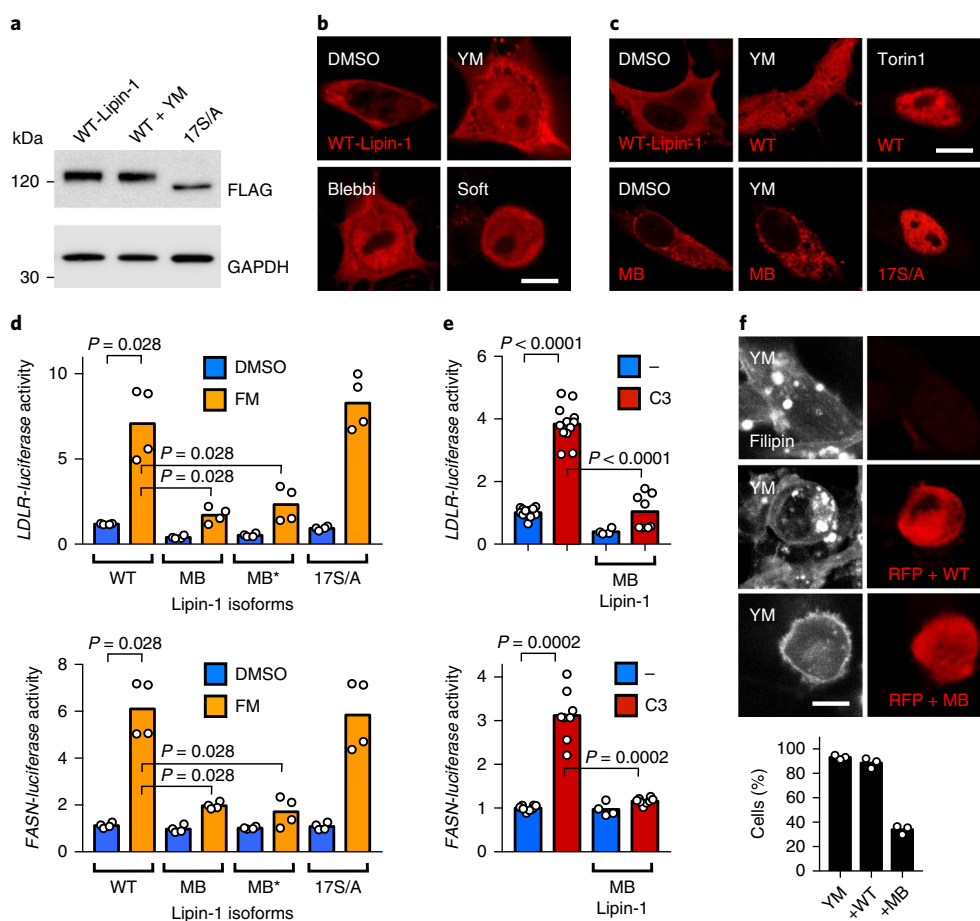 a
kDa
WT-Lipin-1
WT + YM
17S/A
120
FLAG
30
GAPDH
b
DMSO
YM
WT-Lipin-1
Blebbi
Soft
c
DMSO
YM
Torin1
WT-Lipin-1
WT
WT
DMSO
YM
MB
MB
17S/A
d
P = 0.028
DMSO
FM
10
5
0
LDLR-luciferase activity
P = 0.028
P = 0.028
WT
MB
MB*
17S/A
Lipin-1 isoforms
P = 0.028
DMSO
FM
8
6
4
2
0
FASN-luciferase activity
P = 0.028
P = 0.028
WT
MB
MB*
17S/A
Lipin-1 isoforms
e
P < 0.0001
–
C3
6
4
2
0
LDLR-luciferase activity
P < 0.0001
MB
Lipin-1
P = 0.0002
–
C3
4
3
2
1
0
FASN-luciferase activity
P = 0.0002
MB
Lipin-1
f
YM
Filipin
YM
RFP + WT
YM
RFP + MB
100
80
60
40
20
0
Cells (%)
YM
+WT
+MB